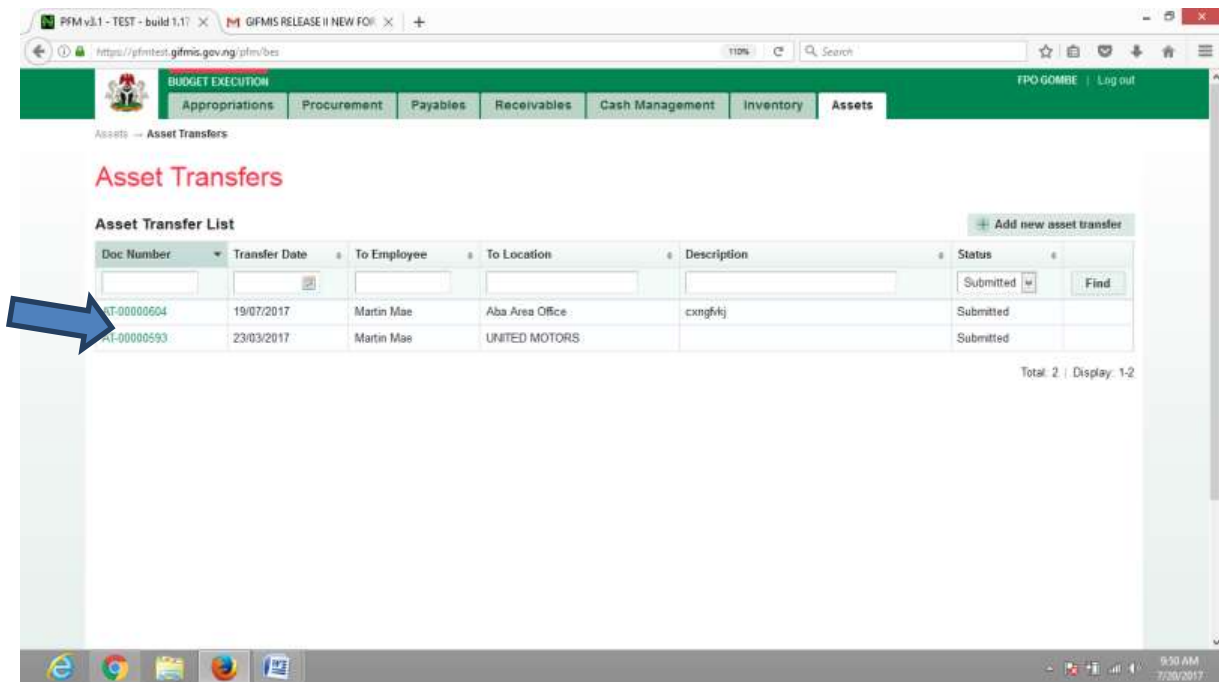 PFM v3.1 - TEST - build 1.17
GIFMIS RELEASE II NEW FOR
https://pfmtest.gifmis.gov.ng/pfm/bes
110%
Search
BUDGET EXECUTION
FPO GOMBE | Log out
Appropriations Procurement Payables Receivables Cash Management Inventory Assets
Assets → Asset Transfers
Asset Transfers
Asset Transfer List
Add new asset transfer
Doc Number Transfer Date To Employee To Location Description Status
Submitted Find
AT-00000604 19/07/2017 Martin Mae Aba Area Office cxngfvkj Submitted
AT-00000593 23/03/2017 Martin Mae UNITED MOTORS Submitted
Total: 2 | Display: 1-2
9:50 AM
7/20/2017